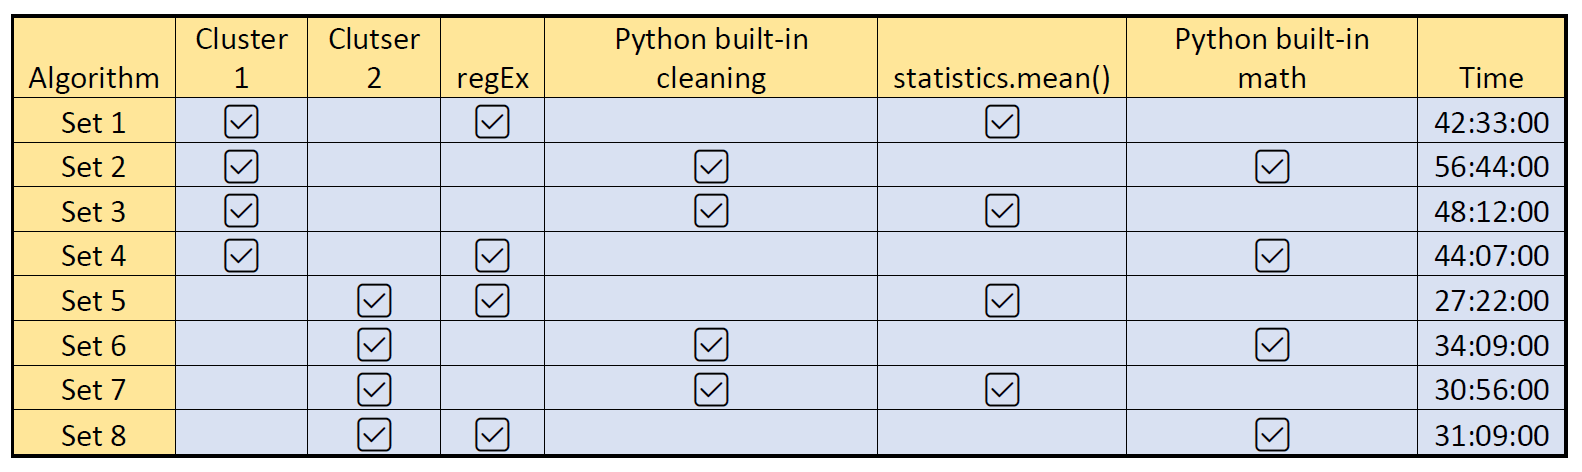 Cluster Clutser Python built-in Python built-in
Algorithm 1 2 regEx cleaning statistics.mean() math Time
Set 1 ☑ ☑ ☑ 42:33:00
Set 2 ☑ ☑ ☑ 56:44:00
Set 3 ☑ ☑ ☑ 48:12:00
Set 4 ☑ ☑ ☑ 44:07:00
Set 5 ☑ ☑ ☑ 27:22:00
Set 6 ☑ ☑ ☑ 34:09:00
Set 7 ☑ ☑ ☑ 30:56:00
Set 8 ☑ ☑ ☑ 31:09:00